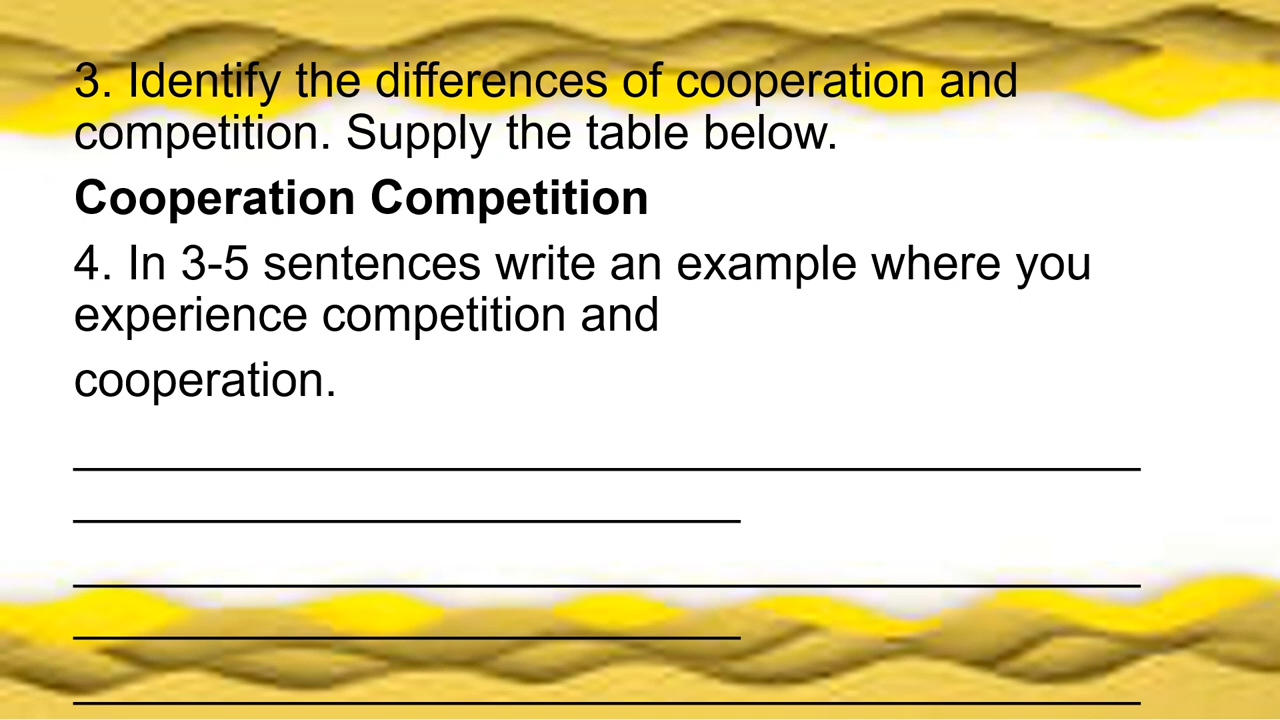 3. Identify the differences of cooperation and
competition. Supply the table below.
Cooperation Competition
4. In 3-5 sentences write an example where you
experience competition and
cooperation.